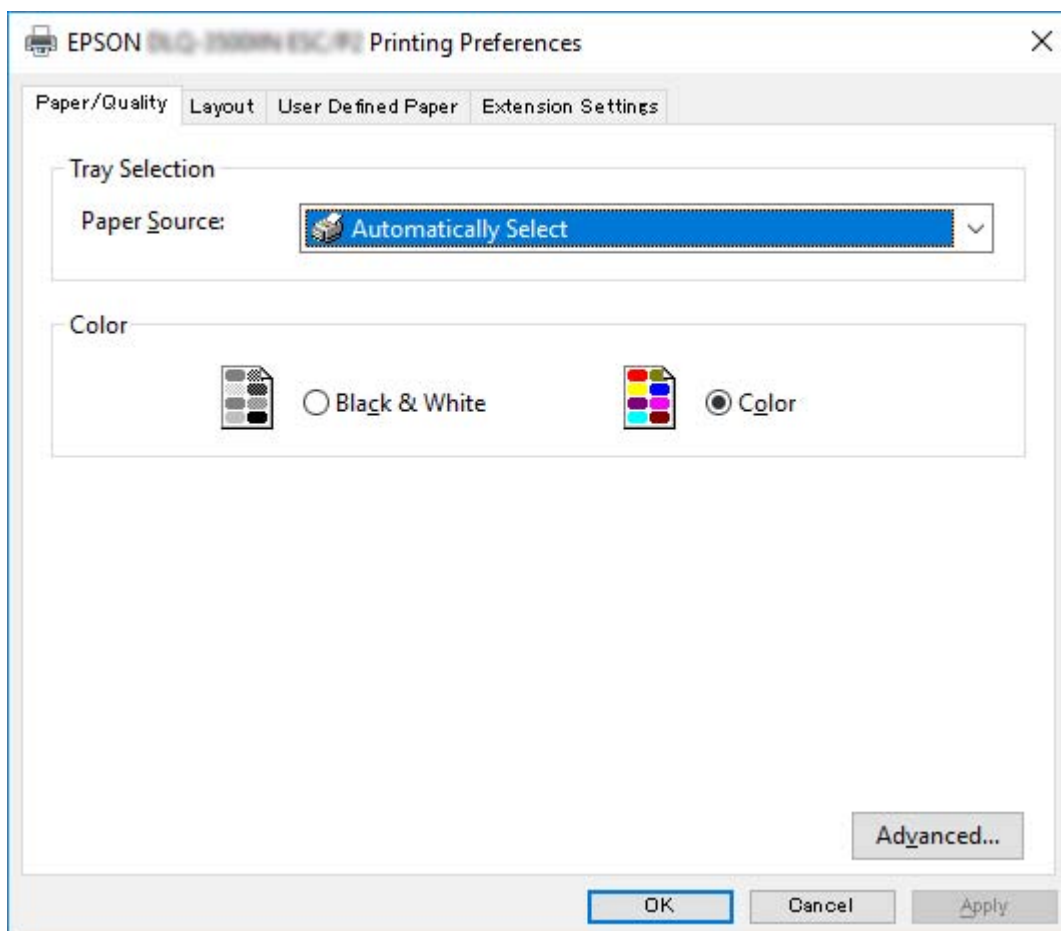 EPSON Printing Preferences
Paper/Quality Layout User Defined Paper Extension Settings
Tray Selection
Paper Source: Automatically Select
Color
Black & White Color
Advanced...
OK Cancel Apply